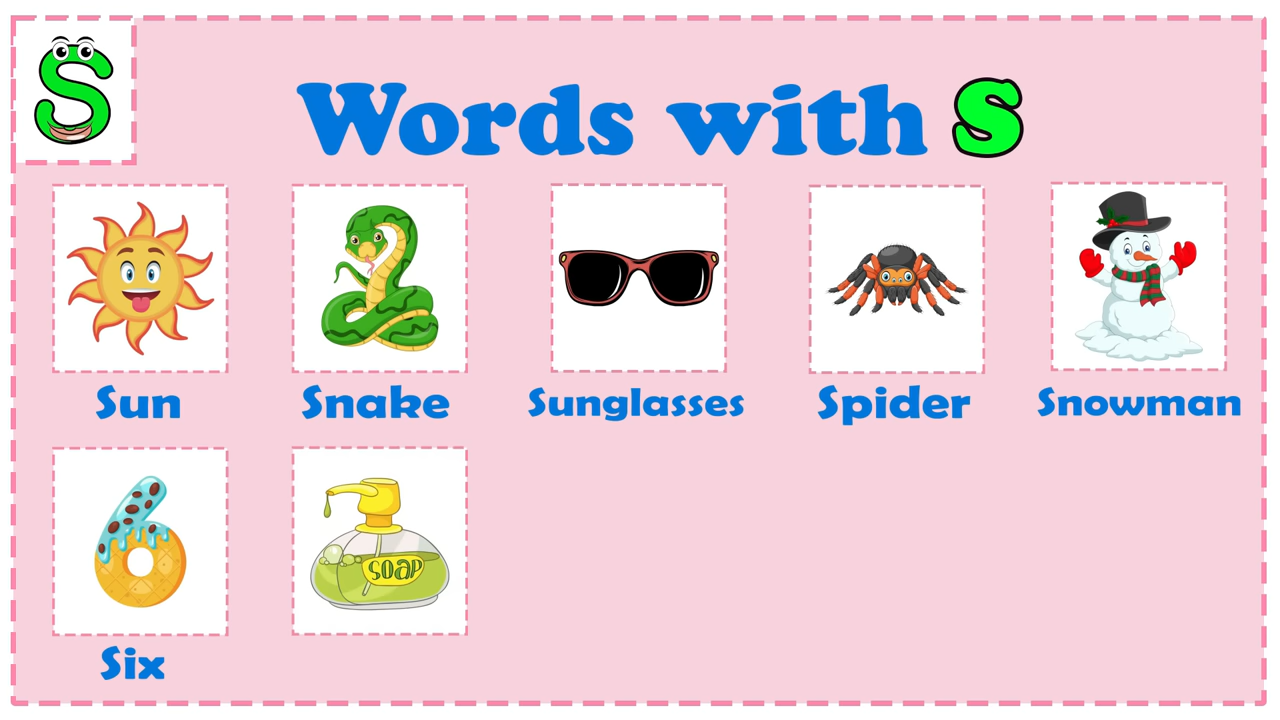 S
Words with S
Sun
Snake
Sunglasses
Spider
Snowman
SOAP
Six